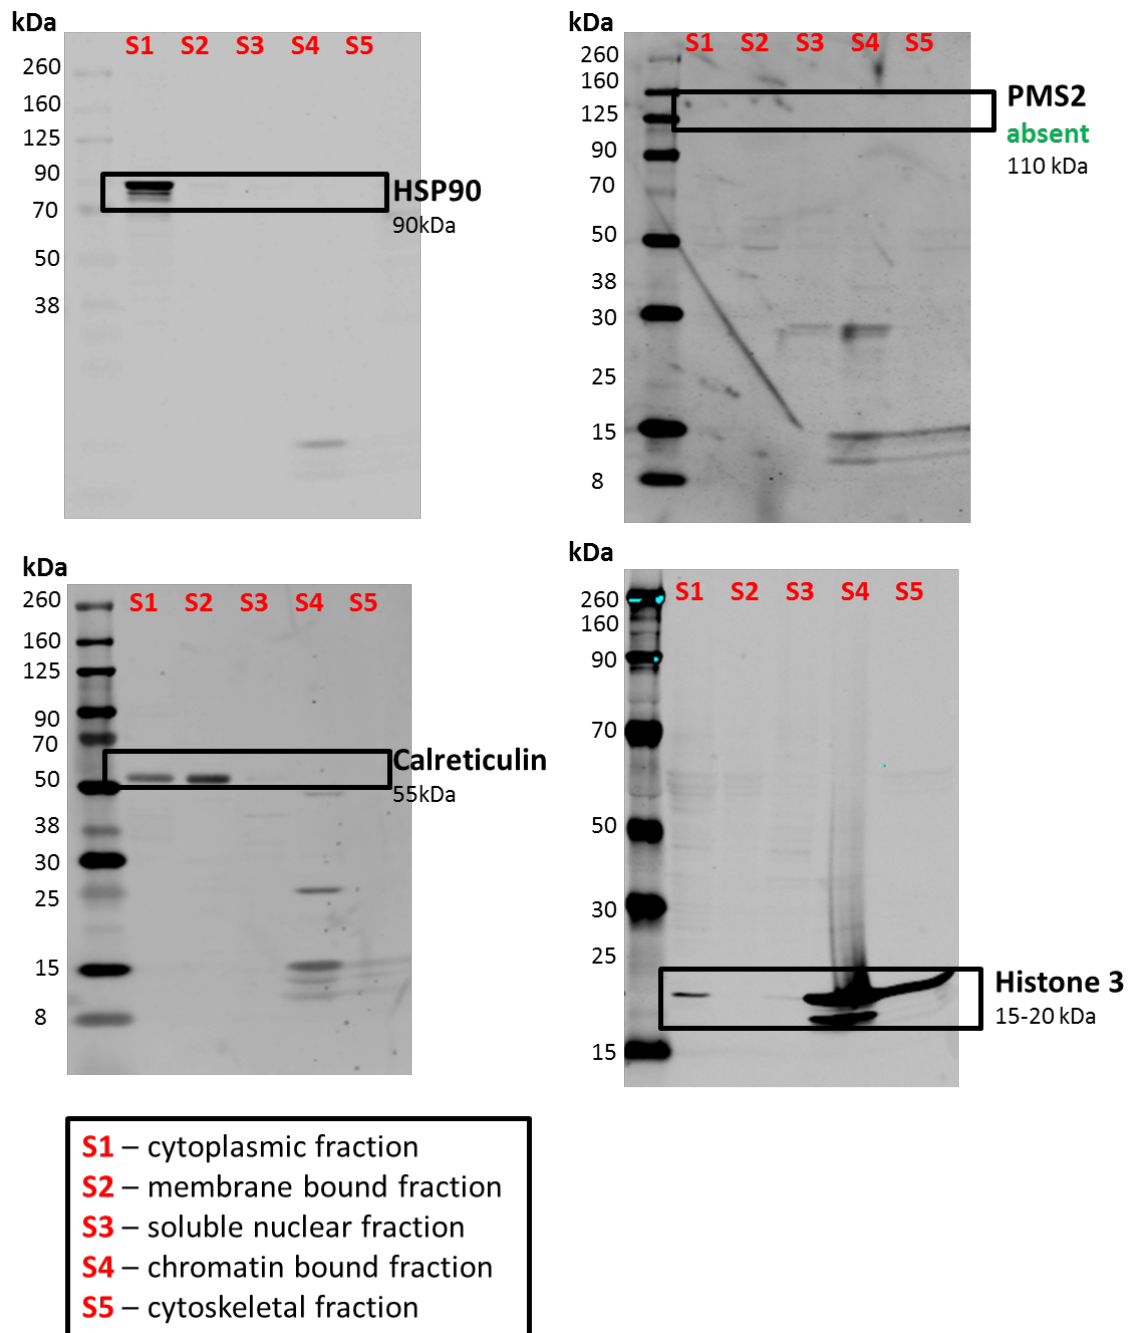 kDa
S1 S2 S3 S4 S5
260
160
125
90
70
50
38
HSP90
90kDa
kDa
S1 S2 S3 S4 S5
260
160
125
90
70
50
38
30
25
15
8
PMS2
absent
110 kDa
kDa
S1 S2 S3 S4 S5
260
160
125
90
70
50
38
30
25
15
8
Calreticulin
55kDa
kDa
S1 S2 S3 S4 S5
260
160
90
70
50
30
25
15
Histone 3
15-20 kDa
S1 – cytoplasmic fraction
S2 – membrane bound fraction
S3 – soluble nuclear fraction
S4 – chromatin bound fraction
S5 – cytoskeletal fraction